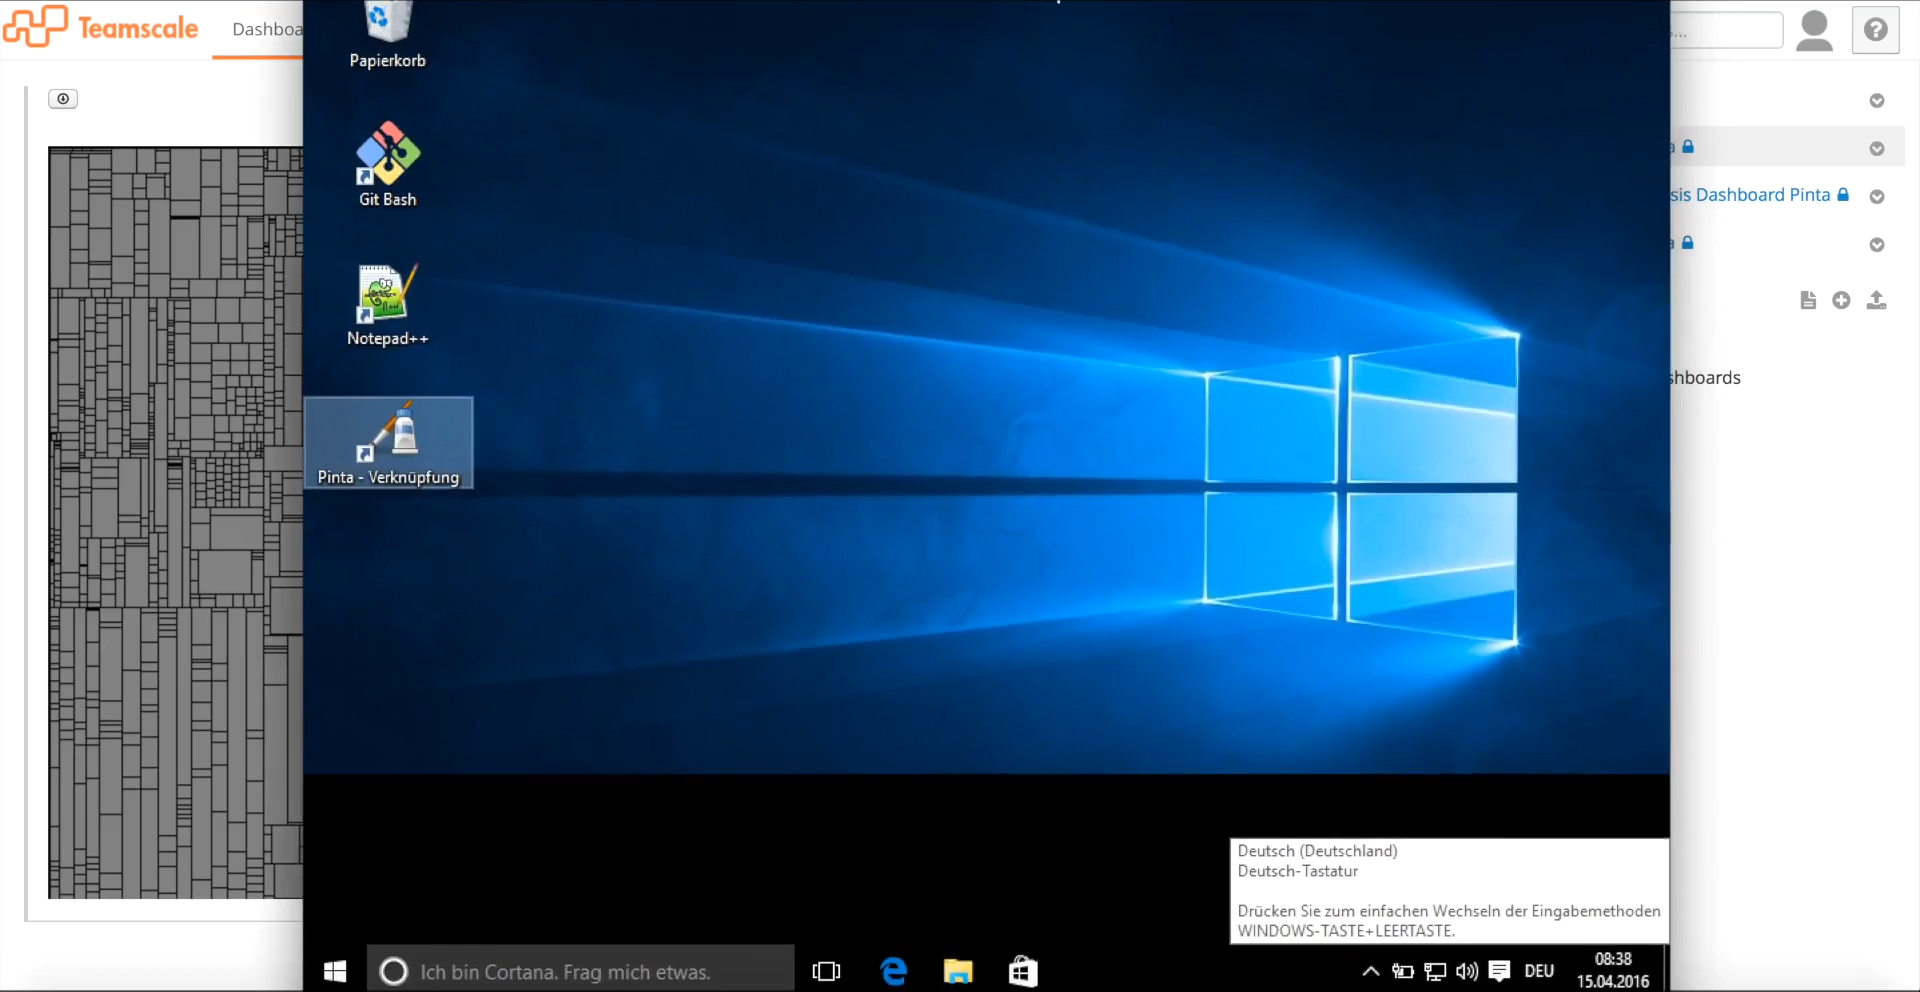 Teamscale
Dashboa
s...
Papierkorb
Git Bash
Notepad++
Pinta - Verknüpfung
a
sis Dashboard Pinta
a
shboards
Deutsch (Deutschland)
Deutsch-Tastatur
Drücken Sie zum einfachen Wechseln der Eingabemethoden
WINDOWS-TASTE+LEERTASTE.
Ich bin Cortana. Frag mich etwas.
DEU
08:38
15.04.2016